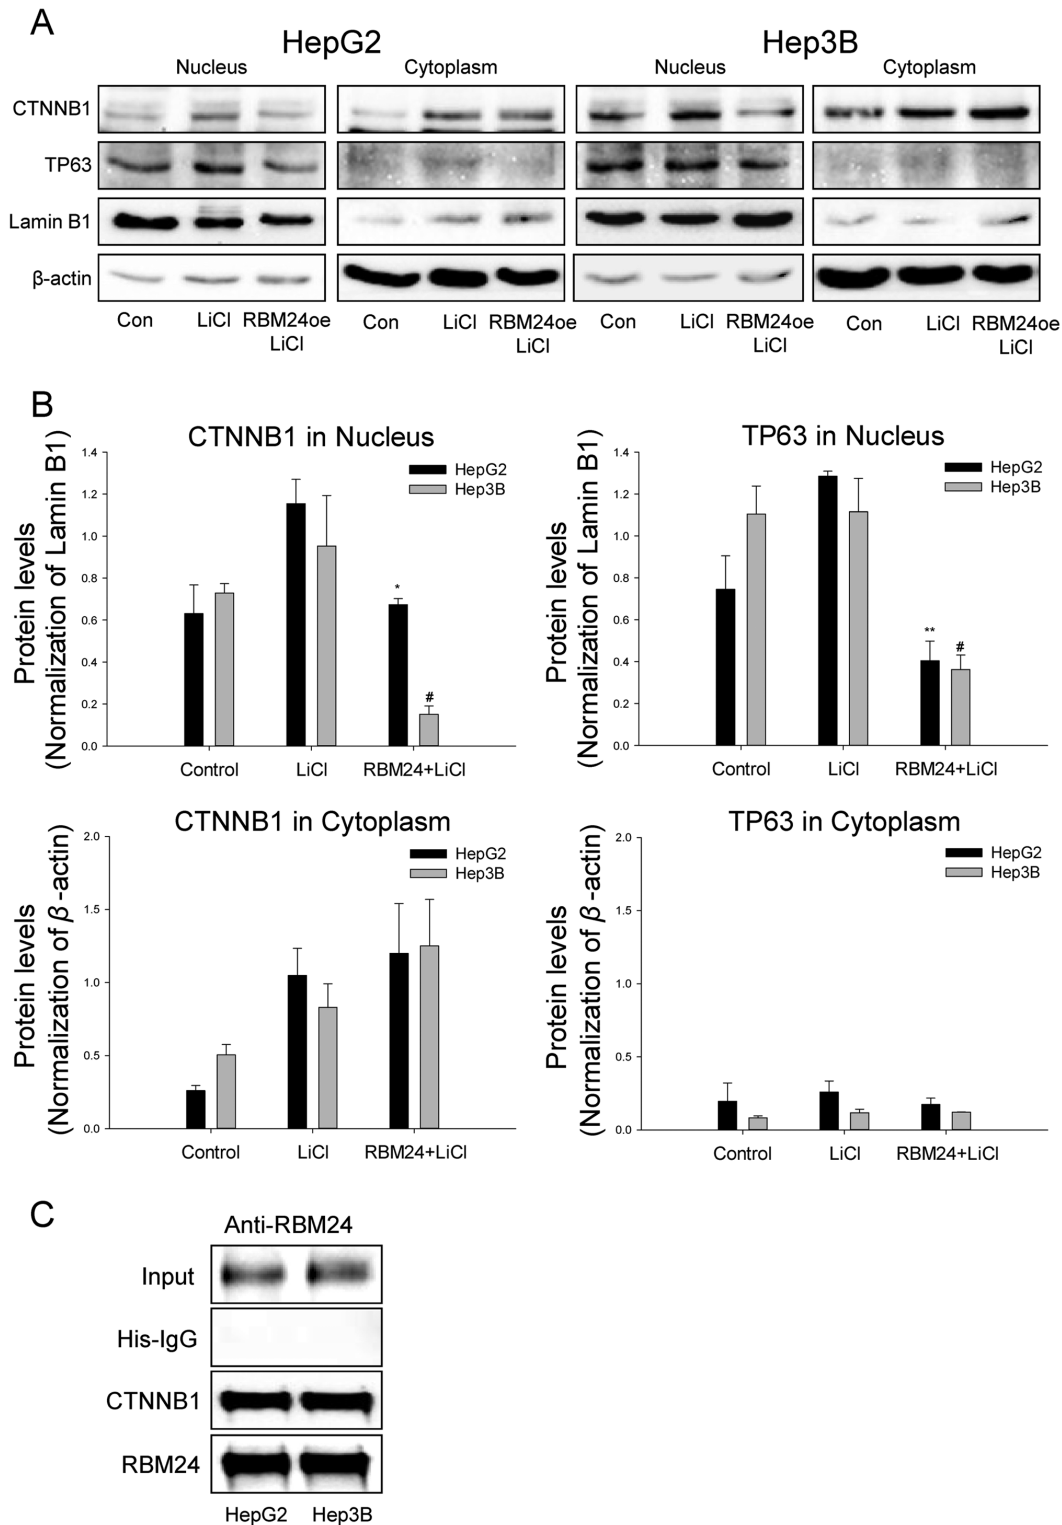 A
HepG2 Hep3B
Nucleus Cytoplasm Nucleus Cytoplasm
CTNNB1
TP63
Lamin B1
β-actin
Con LiCl RBM24oe LiCl Con LiCl RBM24oe LiCl Con LiCl RBM24oe LiCl Con LiCl RBM24oe LiCl
B
CTNNB1 in Nucleus
Protein levels
(Normalization of Lamin B1)
1.4
1.2
1.0
0.8
0.6
0.4
0.2
0.0
HepG2
Hep3B
*
#
Control LiCl RBM24+LiCl
TP63 in Nucleus
Protein levels
(Normalization of Lamin B1)
1.4
1.2
1.0
0.8
0.6
0.4
0.2
0.0
HepG2
Hep3B
**
#
Control LiCl RBM24+LiCl
CTNNB1 in Cytoplasm
Protein levels
(Normalization of β -actin)
2.0
1.5
1.0
0.5
0.0
HepG2
Hep3B
Control LiCl RBM24+LiCl
TP63 in Cytoplasm
Protein levels
(Normalization of β -actin)
2.0
1.5
1.0
0.5
0.0
HepG2
Hep3B
Control LiCl RBM24+LiCl
C
Anti-RBM24
Input
His-IgG
CTNNB1
RBM24
HepG2 Hep3B